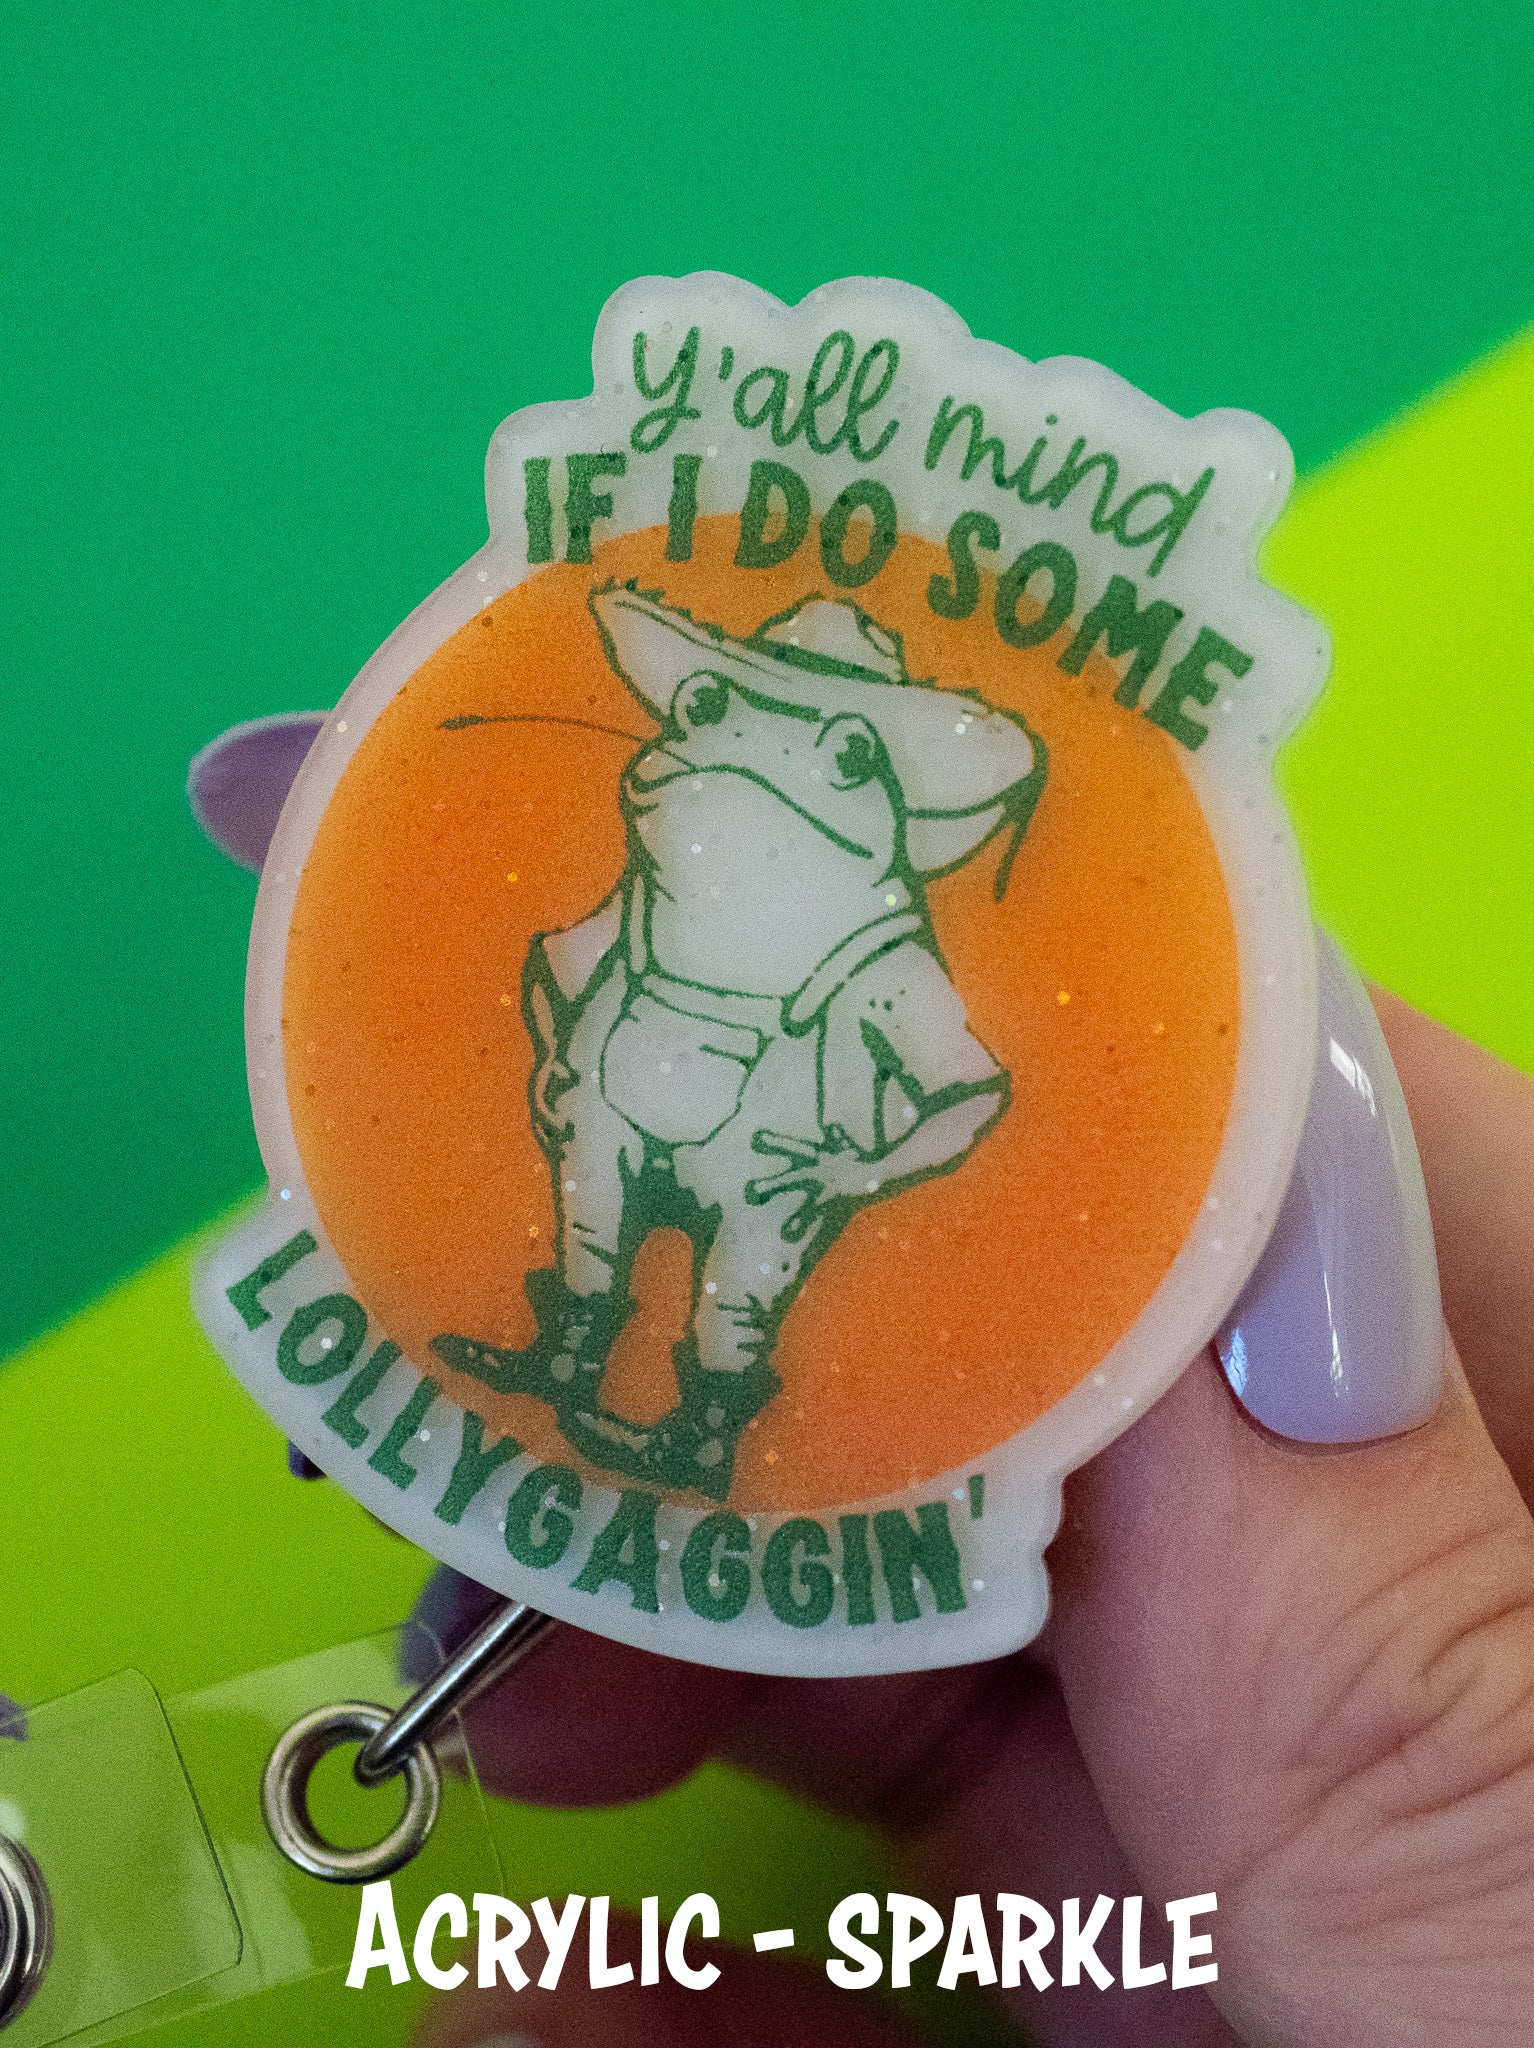 y'all mind
IF I DO SOME
LOLLYGAGGIN'
ACRYLIC - SPARKLE